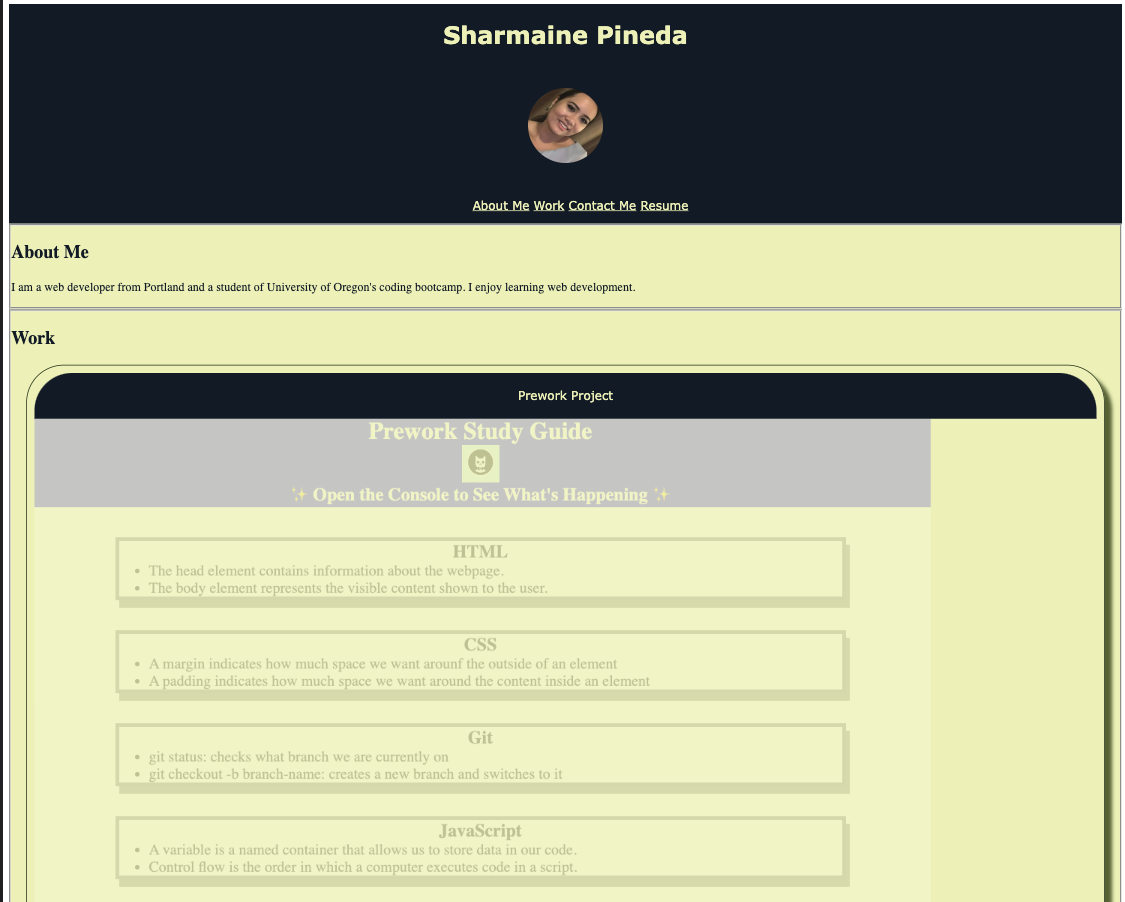 Sharmaine Pineda
About Me Work Contact Me Resume
About Me
I am a web developer from Portland and a student of University of Oregon's coding bootcamp. I enjoy learning web development.
Work
Prework Project
Prework Study Guide
✨ Open the Console to See What's Happening ✨
HTML
• The head element contains information about the webpage.
• The body element represents the visible content shown to the user.
CSS
• A margin indicates how much space we want arounf the outside of an element
• A padding indicates how much space we want around the content inside an element
Git
• git status: checks what branch we are currently on
• git checkout -b branch-name: creates a new branch and switches to it
JavaScript
• A variable is a named container that allows us to store data in our code.
• Control flow is the order in which a computer executes code in a script.